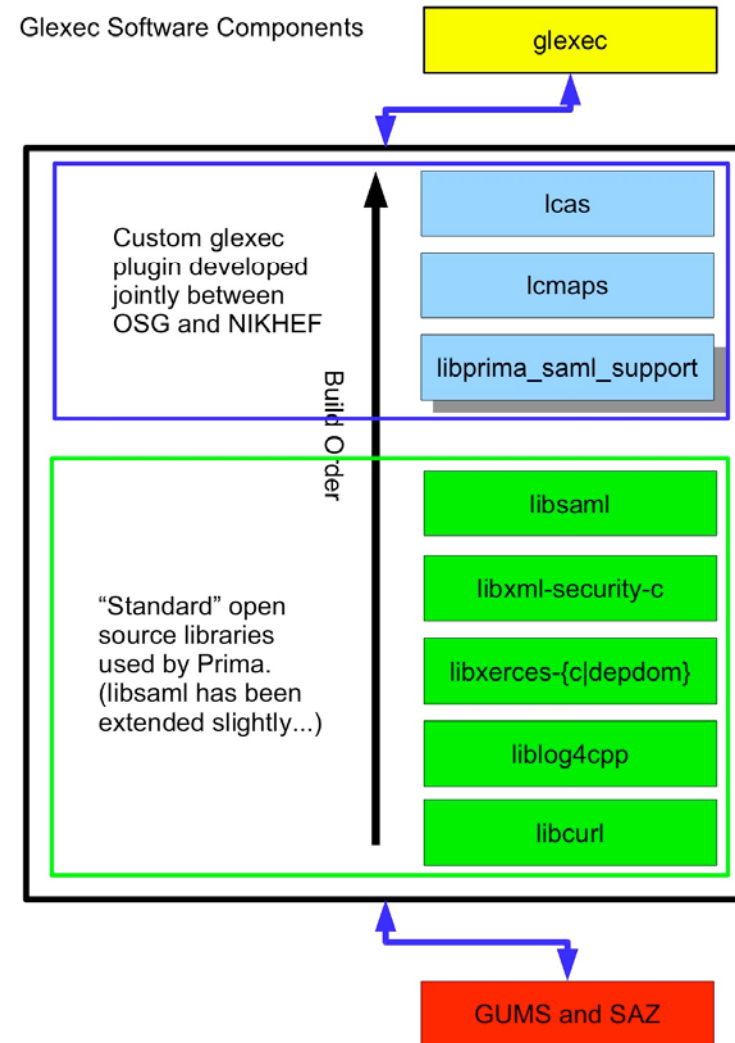 Glexec Software Components
glexec
Custom glexec
plugin developed
jointly between
OSG and NIKHEF
lcas
lcmaps
libprima_saml_support
Build Order
"Standard" open
source libraries
used by Prima.
(libsaml has been
extended slightly...)
libsaml
libxml-security-c
libxerces-{c|depdom}
liblog4cpp
libcurl
GUMS and SAZ